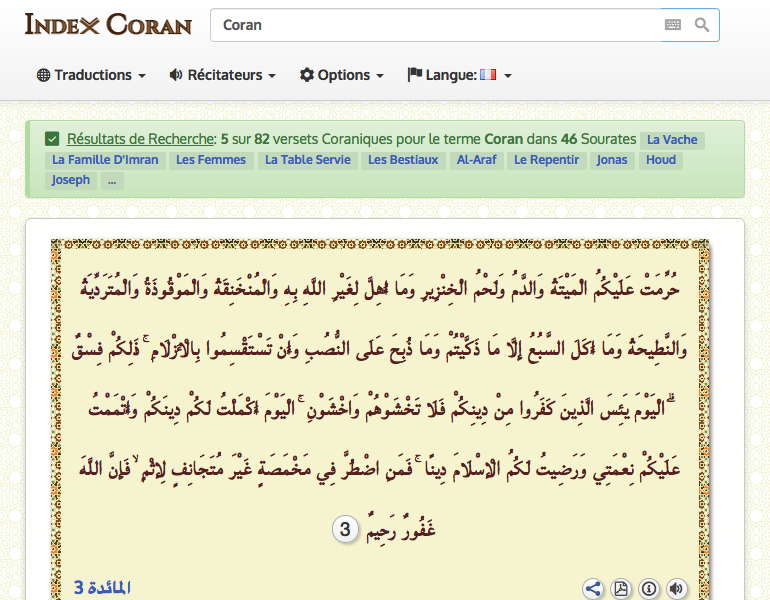 INDEX CORAN
Coran
Traductions Récitateurs Options Langue:
Résultats de Recherche: 5 sur 82 versets Coraniques pour le terme Coran dans 46 Sourates La Vache
La Famille D'Imran Les Femmes La Table Servie Les Bestiaux Al-Araf Le Repentir Jonas Houd
Joseph ...
حُرِّمَتْ عَلَيْكُمُ الْمَيْتَةُ وَالدَّمُ وَلَحْمُ الْخِنْزِيرِ وَمَا أُهِلَّ لِغَيْرِ اللَّهِ بِهِ وَالْمُنْخَنِقَةُ وَالْمَوْقُوذَةُ وَالْمُتَرَدِّيَةُ
وَالنَّطِيحَةُ وَمَا أَكَلَ السَّبُعُ إِلَّا مَا ذَكَّيْتُمْ وَمَا ذُبِحَ عَلَى النُّصُبِ وَأَنْ تَسْتَقْسِمُوا بِالْأَزْلَامِ ۚ ذَلِكُمْ فِسْقٌ
ۗ الْيَوْمَ يَئِسَ الَّذِينَ كَفَرُوا مِنْ دِينِكُمْ فَلَا تَخْشَوْهُمْ وَاخْشَوْنِ ۚ الْيَوْمَ أَكْمَلْتُ لَكُمْ دِينَكُمْ وَأَتْمَمْتُ
عَلَيْكُمْ نِعْمَتِي وَرَضِيتُ لَكُمُ الْإِسْلَامَ دِينًا ۚ فَمَنِ اضْطُرَّ فِي مَخْمَصَةٍ غَيْرَ مُتَجَانِفٍ لِإِثْمٍ ۙ فَإِنَّ اللَّهَ
غَفُورٌ رَحِيمٌ 3
المائدة 3